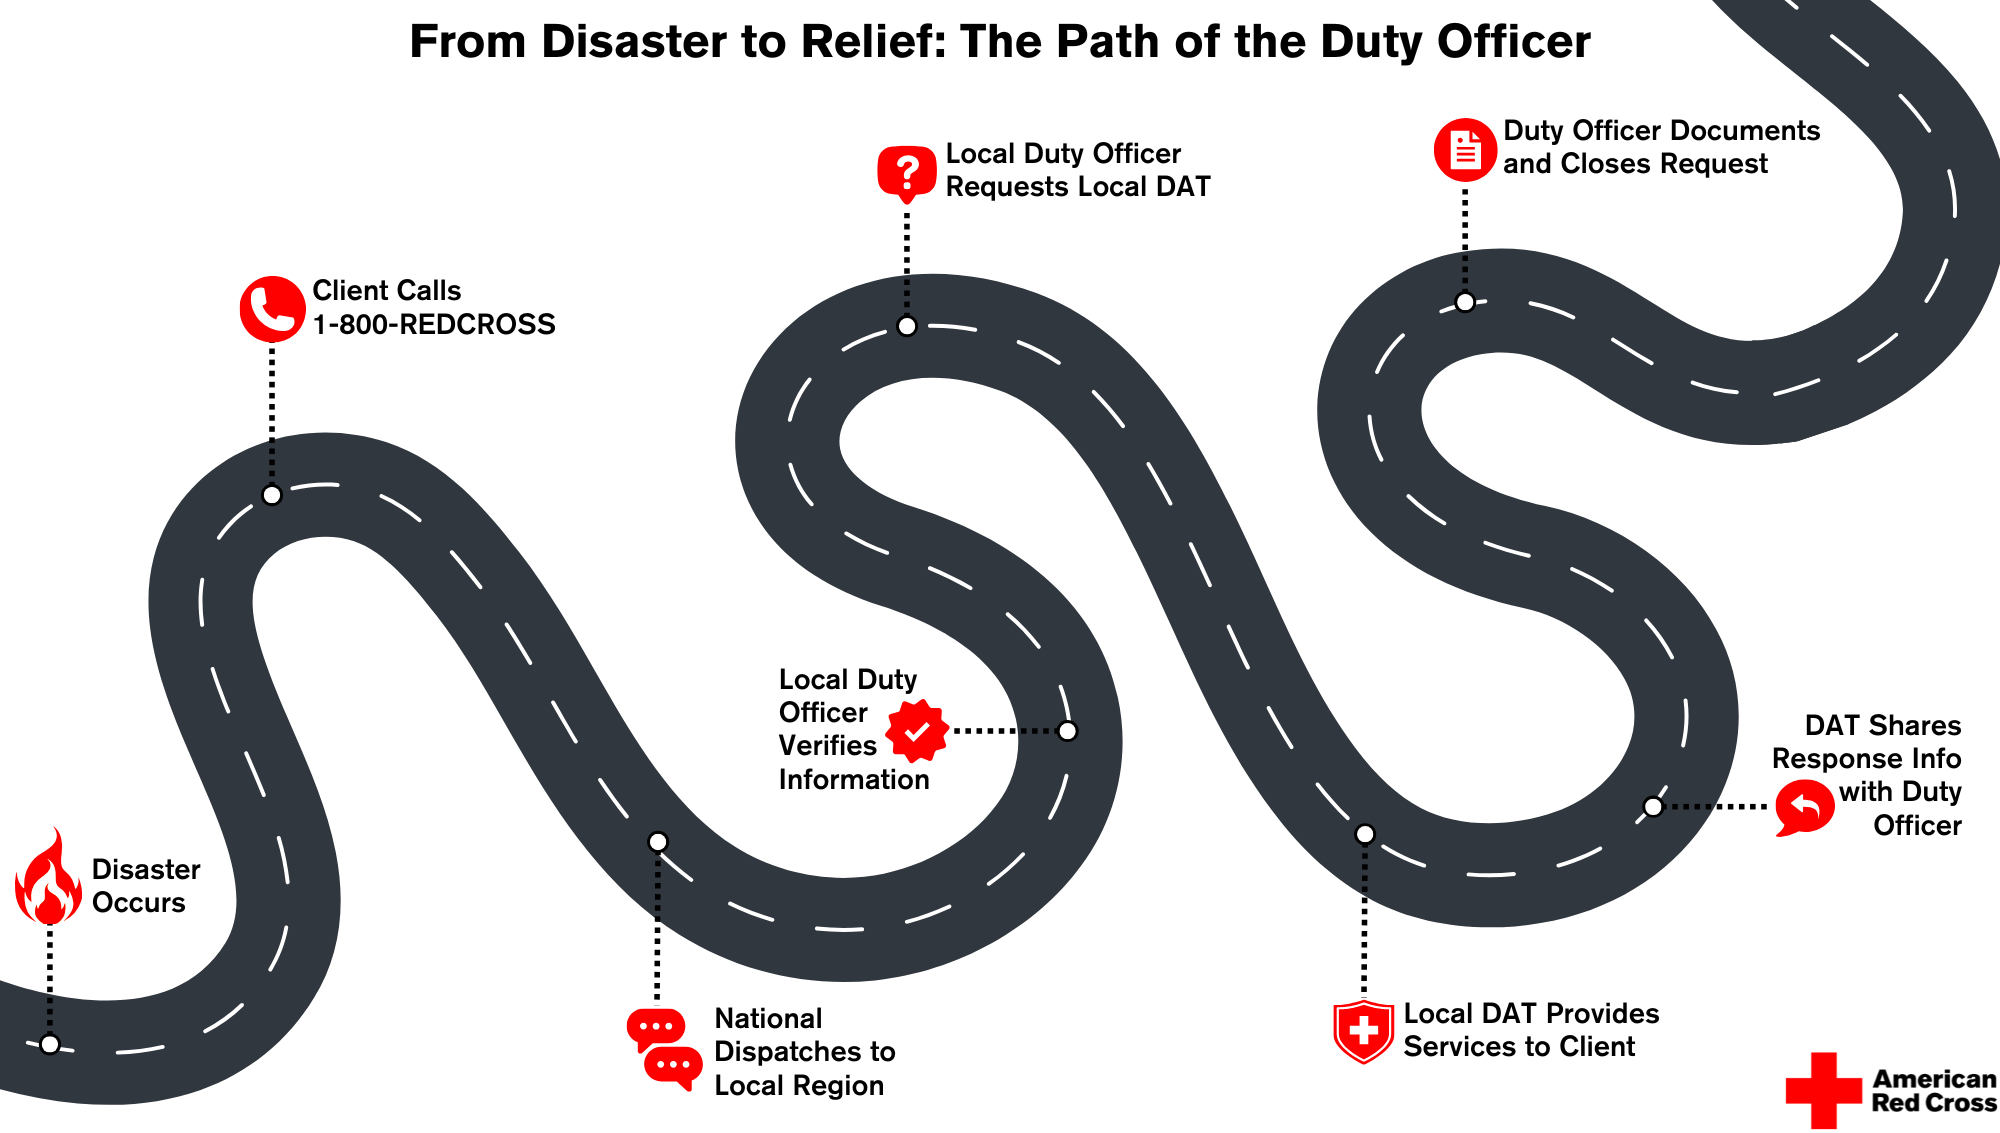 From Disaster to Relief: The Path of the Duty Officer
Disaster
Occurs
Client Calls
1-800-REDCROSS
National
Dispatches to
Local Region
Local Duty
Officer
Verifies
Information
Local Duty Officer
Requests Local DAT
Local DAT Provides
Services to Client
DAT Shares
Response Info
with Duty
Officer
Duty Officer Documents
and Closes Request
American
Red Cross